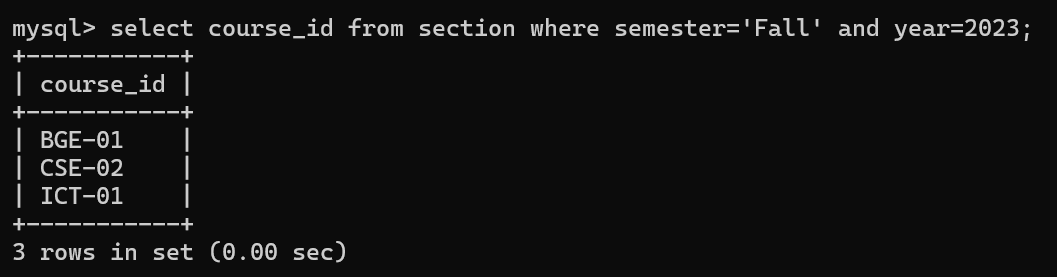 mysql> select course_id from section where semester='Fall' and year=2023;
+-----------+
| course_id |
+-----------+
| BGE-01    |
| CSE-02    |
| ICT-01    |
+-----------+
3 rows in set (0.00 sec)